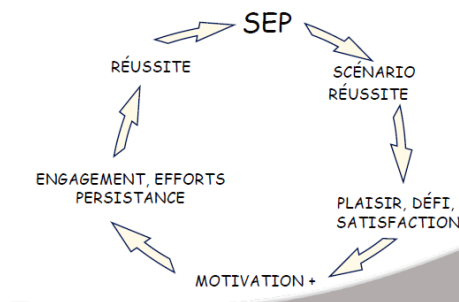 SEP
SCÉNARIO
RÉUSSITE
PLAISIR, DÉFI,
SATISFACTION
MOTIVATION +
ENGAGEMENT, EFFORTS
PERSISTANCE
RÉUSSITE